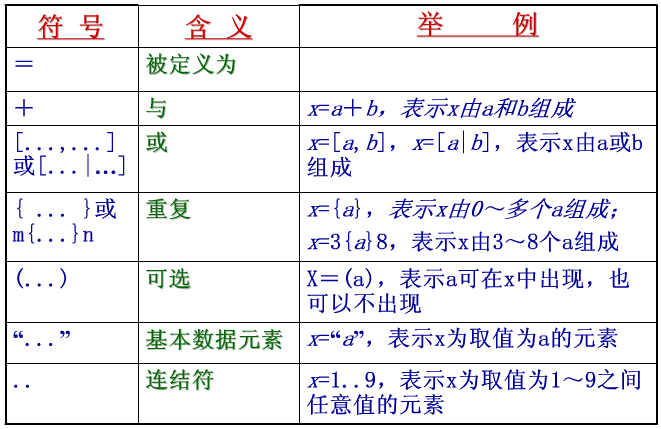 符 号 含 义 举 例
= 被定义为
+ 与 x=a+b，表示x由a和b组成
[...,...] 或 x=[a,b]，x=[a|b]，表示x由a或b
或[...|...] 组成
{ ... }或 重复 x={a}，表示x由0～多个a组成；
m{...}n x=3{a}8，表示x由3～8个a组成
(...) 可选 X=(a)，表示a可在x中出现，也
可以不出现
“...” 基本数据元素 x=“a”，表示x为取值为a的元素
.. 连结符 x=1..9，表示x为取值为1～9之间
任意值的元素